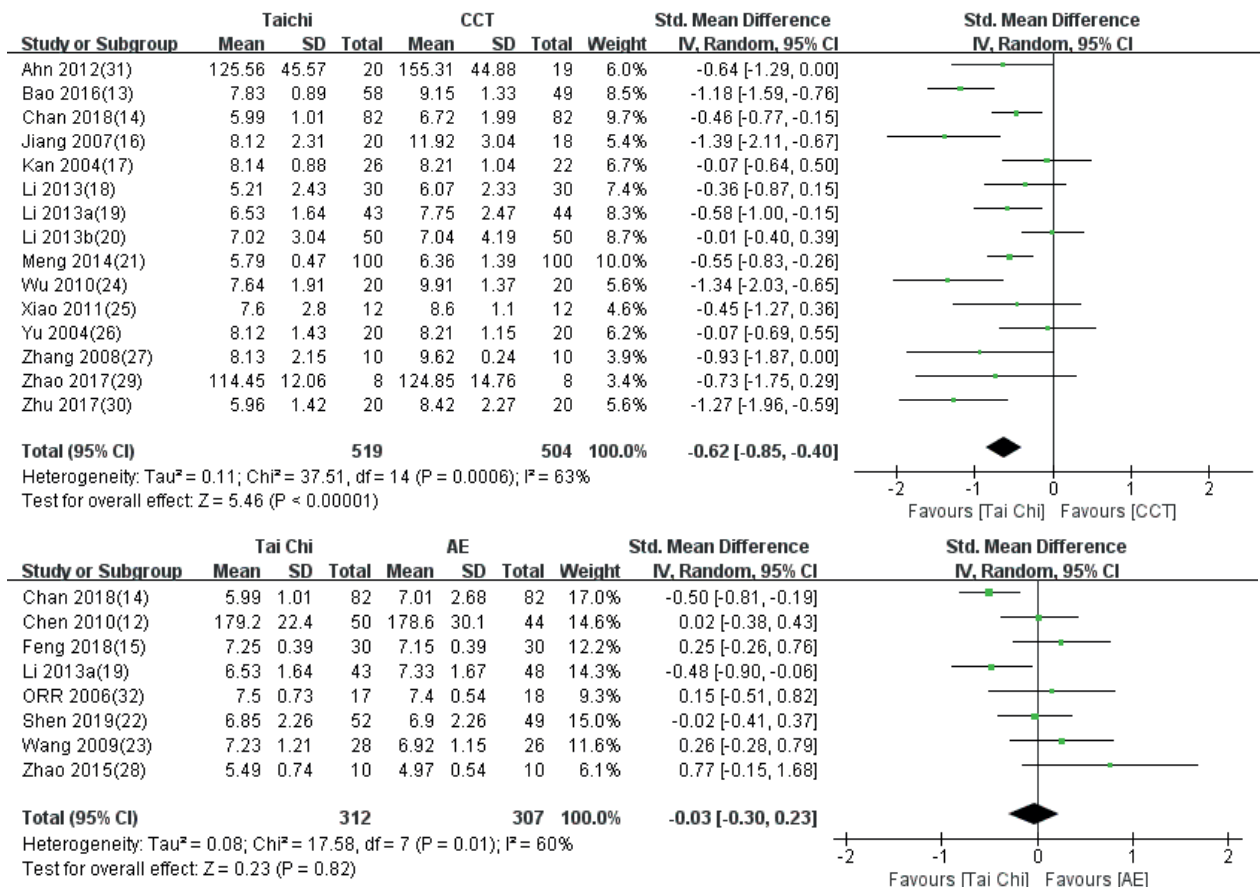 Taichi CCT Std. Mean Difference Std. Mean Difference
Study or Subgroup Mean SD Total Mean SD Total Weight IV, Random, 95% CI IV, Random, 95% CI
Ahn 2012(31) 125.56 45.57 20 155.31 44.88 19 6.0% -0.64 [-1.29, 0.00]
Bao 2016(13) 7.83 0.89 58 9.15 1.33 49 8.5% -1.18 [-1.59, -0.76]
Chan 2018(14) 5.99 1.01 82 6.72 1.99 82 9.7% -0.46 [-0.77, -0.15]
Jiang 2007(16) 8.12 2.31 20 11.92 3.04 18 5.4% -1.39 [-2.11, -0.67]
Kan 2004(17) 8.14 0.88 26 8.21 1.04 22 6.7% -0.07 [-0.64, 0.50]
Li 2013(18) 5.21 2.43 30 6.07 2.33 30 7.4% -0.36 [-0.87, 0.15]
Li 2013a(19) 6.53 1.64 43 7.75 2.47 44 8.3% -0.58 [-1.00, -0.15]
Li 2013b(20) 7.02 3.04 50 7.04 4.19 50 8.7% -0.01 [-0.40, 0.39]
Meng 2014(21) 5.79 0.47 100 6.36 1.39 100 10.0% -0.55 [-0.83, -0.26]
Wu 2010(24) 7.64 1.91 20 9.91 1.37 20 5.6% -1.34 [-2.03, -0.65]
Xiao 2011(25) 7.6 2.8 12 8.6 1.1 12 4.6% -0.45 [-1.27, 0.36]
Yu 2004(26) 8.12 1.43 20 8.21 1.15 20 6.2% -0.07 [-0.69, 0.55]
Zhang 2008(27) 8.13 2.15 10 9.62 0.24 10 3.9% -0.93 [-1.87, 0.00]
Zhao 2017(29) 114.45 12.06 8 124.85 14.76 8 3.4% -0.73 [-1.75, 0.29]
Zhu 2017(30) 5.96 1.42 20 8.42 2.27 20 5.6% -1.27 [-1.96, -0.59]
Total (95% CI) 519 504 100.0% -0.62 [-0.85, -0.40]
Heterogeneity: Tau² = 0.11; Chi² = 37.51, df = 14 (P = 0.0006); I² = 63%
Test for overall effect: Z = 5.46 (P < 0.00001)
-2 -1 0 1 2
Favours [Tai Chi] Favours [CCT]
Tai Chi AE Std. Mean Difference Std. Mean Difference
Study or Subgroup Mean SD Total Mean SD Total Weight IV, Random, 95% CI IV, Random, 95% CI
Chan 2018(14) 5.99 1.01 82 7.01 2.68 82 17.0% -0.50 [-0.81, -0.19]
Chen 2010(12) 179.2 22.4 50 178.6 30.1 44 14.6% 0.02 [-0.38, 0.43]
Feng 2018(15) 7.25 0.39 30 7.15 0.39 30 12.2% 0.25 [-0.26, 0.76]
Li 2013a(19) 6.53 1.64 43 7.33 1.67 48 14.3% -0.48 [-0.90, -0.06]
ORR 2006(32) 7.5 0.73 17 7.4 0.54 18 9.3% 0.15 [-0.51, 0.82]
Shen 2019(22) 6.85 2.26 52 6.9 2.26 49 15.0% -0.02 [-0.41, 0.37]
Wang 2009(23) 7.23 1.21 28 6.92 1.15 26 11.6% 0.26 [-0.28, 0.79]
Zhao 2015(28) 5.49 0.74 10 4.97 0.54 10 6.1% 0.77 [-0.15, 1.68]
Total (95% CI) 312 307 100.0% -0.03 [-0.30, 0.23]
Heterogeneity: Tau² = 0.08; Chi² = 17.58, df = 7 (P = 0.01); I² = 60%
Test for overall effect: Z = 0.23 (P = 0.82)
-2 -1 0 1 2
Favours [Tai Chi] Favours [AE]